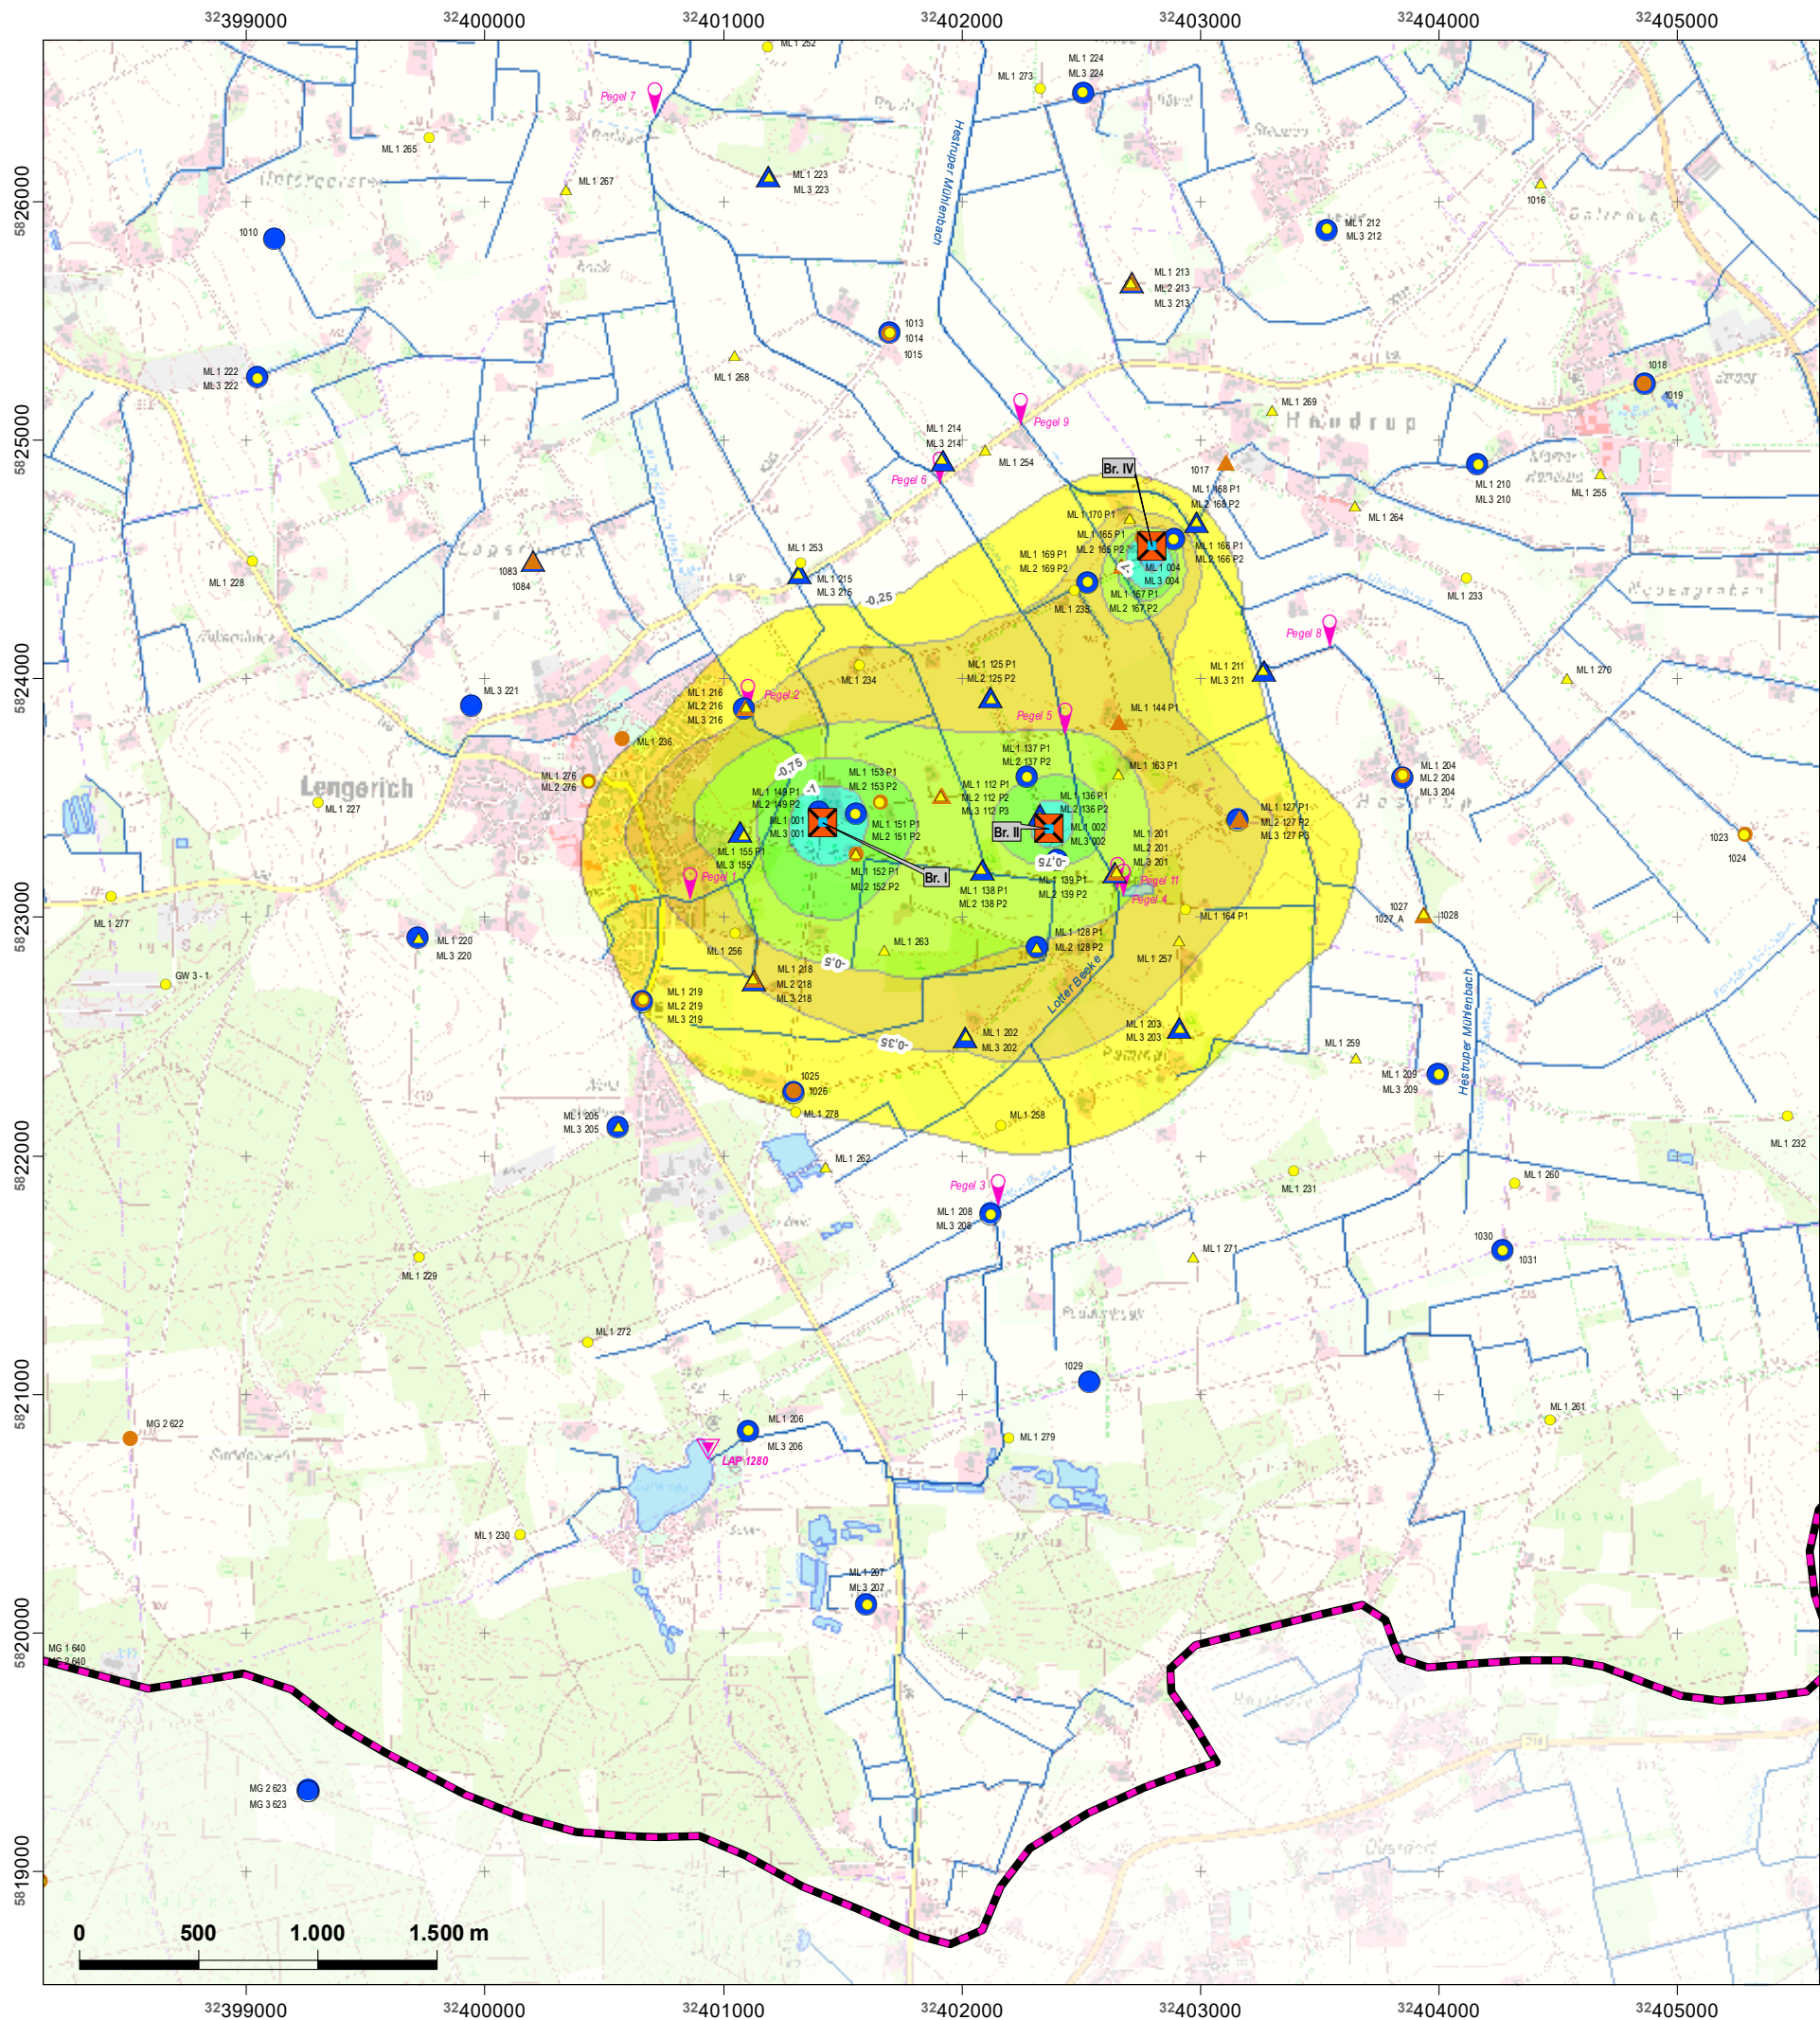 32399000
32400000
32401000
32402000
32403000
32404000
32405000
5826000
5825000
5824000
5823000
5822000
5821000
5820000
5819000
ML 1 252
ML 1 273
ML 1 224
ML 3 224
Pegel 7
ML 1 265
ML 1 267
ML 1 223
ML 3 223
Hestruper Mühlenbach
1016
1010
ML 1 212
ML 3 212
ML 1 213
ML 2 213
ML 3 213
1013
1014
1015
ML 1 222
ML 3 222
ML 1 268
1018
1019
ML 1 269
Handrup
Pegel 9
ML 1 214
ML 3 214
ML 1 254
Pegel 6
Br. IV
1017
ML 1 210
ML 3 210
ML 1 255
ML 1 264
ML 1 168 P1
ML 2 168 P2
ML 1 170 P1
ML 1 165 P1
ML 2 165 P2
ML 1 166 P1
ML 2 166 P2
ML 1 169 P1
ML 2 169 P2
ML 1 004
ML 3 004
ML 1 167 P1
ML 2 167 P2
ML 1 235
1083
1084
ML 1 228
ML 1 253
ML 1 215
ML 3 215
-0,25
ML 1 233
Pegel 8
ML 1 211
ML 3 211
ML 1 270
ML 1 234
ML 1 125 P1
ML 2 125 P2
ML 3 221
ML 1 216
ML 2 216
ML 3 216
Pegel 2
Pegel 5
ML 1 144 P1
ML 1 236
ML 1 276
ML 2 276
Lengerich
ML 1 227
-0,75
-1
ML 1 153 P1
ML 2 153 P2
ML 1 137 P1
ML 2 137 P2
ML 1 163 P1
ML 1 204
ML 2 204
ML 3 204
ML 1 149 P1
ML 2 149 P2
ML 1 001
ML 3 001
ML 1 112 P1
ML 2 112 P2
ML 3 112 P3
ML 1 136 P1
ML 2 136 P2
ML 1 002
ML 3 002
Br. II
ML 1 151 P1
ML 2 151 P2
ML 1 127 P1
ML 2 127 P2
ML 3 127 P3
ML 1 201
ML 2 201
ML 3 201
1023
1024
ML 1 155 P1
ML 3 155
ML 1 152 P1
ML 2 152 P2
Br. I
-0,75
ML 1 138 P1
ML 2 138 P2
ML 1 139 P1
ML 2 139 P2
Pegel 11
Pegel 4
Pegel 1
ML 1 277
ML 1 164 P1
1027
1027_A
1028
ML 1 220
ML 3 220
ML 1 256
ML 1 263
ML 1 128 P1
ML 2 128 P2
ML 1 257
-0,5
GW 3 - 1
ML 1 218
ML 2 218
ML 3 218
Lotter Beeke
ML 1 219
ML 2 219
ML 3 219
ML 1 202
ML 3 202
ML 1 203
ML 3 203
-0,35
ML 1 259
ML 1 209
ML 3 209
Hestruper Mühlenbach
1025
1026
ML 1 278
ML 1 258
ML 1 205
ML 3 205
ML 1 232
ML 1 262
Pegel 3
ML 1 231
ML 1 260
ML 1 208
ML 3 208
1030
1031
ML 1 229
ML 1 271
ML 1 272
1029
MG 2 622
ML 1 206
ML 3 206
LAP 1280
ML 1 279
ML 1 261
ML 1 230
ML 1 207
ML 3 207
MG 1 640
MG 2 640
MG 2 623
MG 3 623
0 500 1.000 1.500 m
32399000
32400000
32401000
32402000
32403000
32404000
32405000